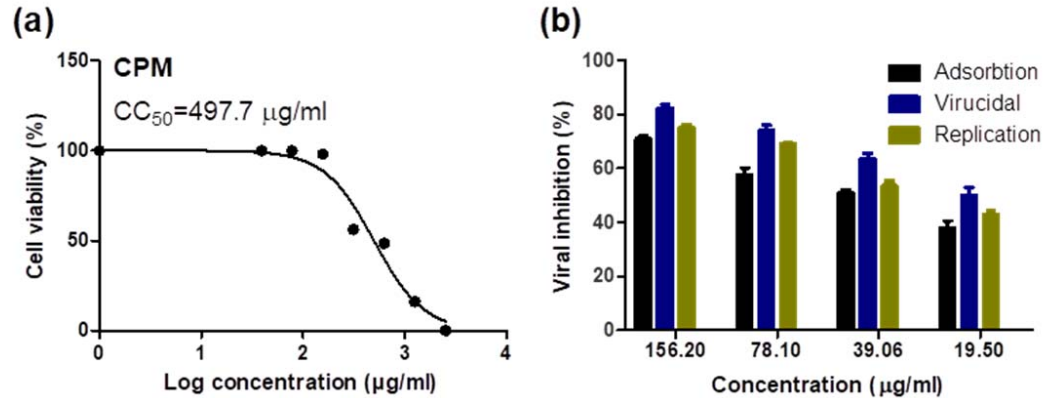 (a)
CPM
CC50=497.7 µg/ml
Cell viability (%)
150
100
50
0
0 1 2 3 4
Log concentration (µg/ml)
(b)
Adsorbtion
Virucidal
Replication
Viral inhibition (%)
100
80
60
40
20
0
156.20 78.10 39.06 19.50
Concentration (µg/ml)